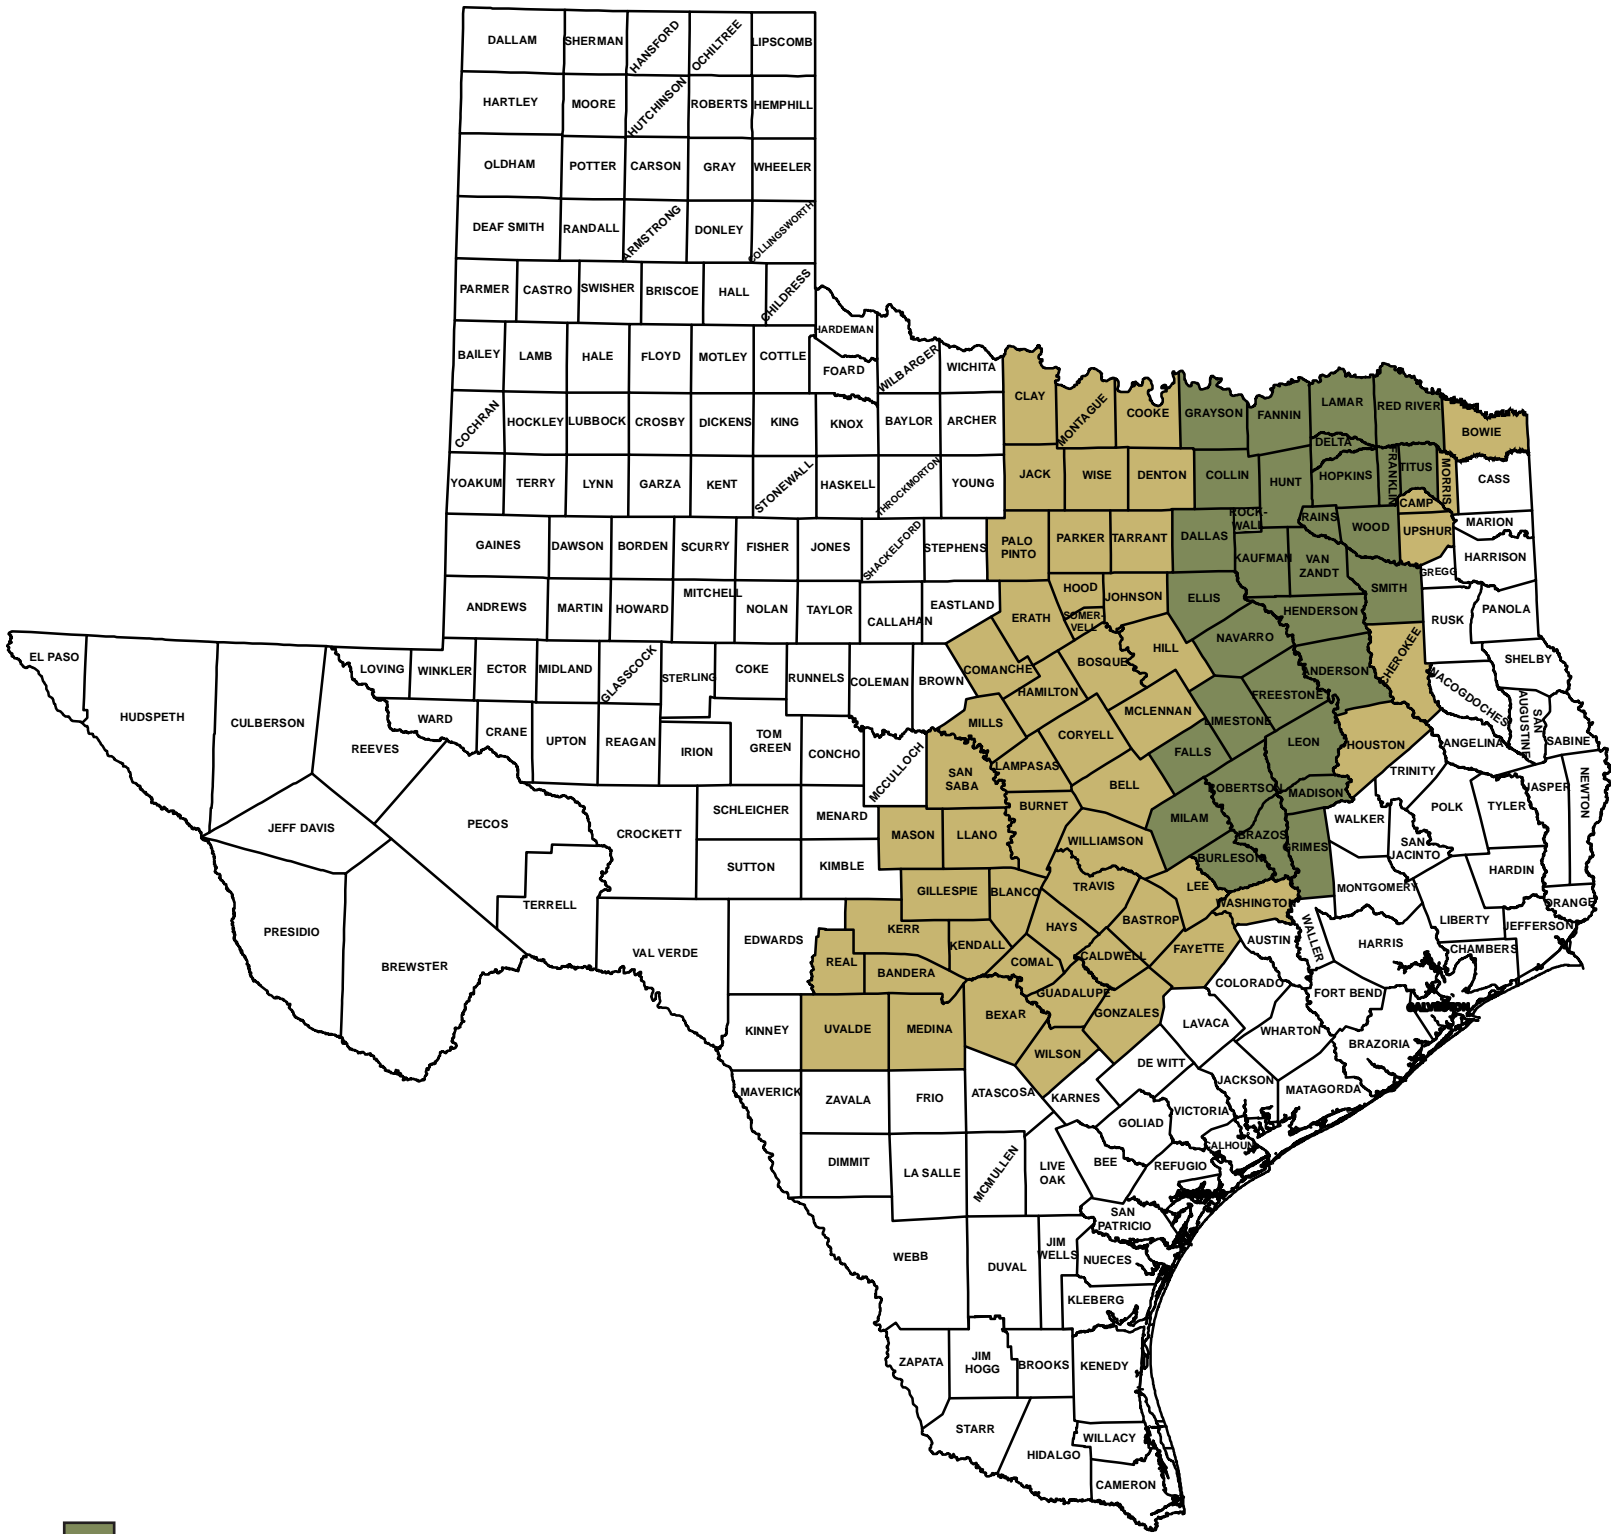 DALLAM
SHERMAN
HANSFORD
OCHILTREE
LIPSCOMB
HARTLEY
MOORE
HUTCHINSON
ROBERTS
HEMPHILL
OLDHAM
POTTER
CARSON
GRAY
WHEELER
DEAF SMITH
RANDALL
ARMSTRONG
DONLEY
COLLINGSWORTH
PARMER
CASTRO
SWISHER
BRISCOE
HALL
CHILDRESS
HARDEMAN
BAILEY
LAMB
HALE
FLOYD
MOTLEY
COTTLE
FOARD
WILBARGER
WICHITA
CLAY
MONTAGUE
COOKE
GRAYSON
FANNIN
LAMAR
RED RIVER
BOWIE
COCHRAN
HOCKLEY
LUBBOCK
CROSBY
DICKENS
KING
KNOX
BAYLOR
ARCHER
DELTA
YOAKUM
TERRY
LYNN
GARZA
KENT
STONEWALL
HASKELL
THROCKMORTON
YOUNG
JACK
WISE
DENTON
COLLIN
HUNT
HOPKINS
FRANKLIN
TITUS
MORRIS
CASS
CAMP
GAINES
DAWSON
BORDEN
SCURRY
FISHER
JONES
SHACKELFORD
STEPHENS
PALO
PINTO
PARKER
TARRANT
DALLAS
ROCK-
WALL
RAINS
WOOD
UPSHUR
MARION
HARRISON
KAUFMAN
VAN
ZANDT
GREGG
SMITH
ANDREWS
MARTIN
HOWARD
MITCHELL
NOLAN
TAYLOR
CALLAHAN
EASTLAND
ERATH
HOOD
SOMER-
VELL
JOHNSON
ELLIS
HENDERSON
RUSK
PANOLA
EL PASO
HUDSPETH
CULBERSON
REEVES
LOVING
WINKLER
ECTOR
MIDLAND
GLASSCOCK
STERLING
COKE
RUNNELS
COLEMAN
BROWN
COMANCHE
HAMILTON
BOSQUE
HILL
NAVARRO
FREESTONE
ANDERSON
CHEROKEE
NACOGDOCHES
SHELBY
SAN
AUGUSTINE
SABINE
WARD
CRANE
UPTON
REAGAN
IRION
TOM
GREEN
CONCHO
MCCULLOCH
SAN
SABA
MILLS
LAMPASAS
CORYELL
MCLENNAN
LIMESTONE
FALLS
LEON
HOUSTON
ANGELINA
TRINITY
BELL
ROBERTSON
MADISON
WALKER
POLK
TYLER
JASPER
NEWTON
JEFF DAVIS
PECOS
CROCKETT
SCHLEICHER
MENARD
MASON
LLANO
BURNET
WILLIAMSON
MILAM
BRAZOS
GRIMES
SAN
JACINTO
SUTTON
KIMBLE
BURLESON
HARDIN
PRESIDIO
BREWSTER
TERRELL
VAL VERDE
EDWARDS
GILLESPIE
BLANCO
TRAVIS
LEE
WASHINGTON
MONTGOMERY
LIBERTY
ORANGE
JEFFERSON
KERR
KENDALL
HAYS
BASTROP
FAYETTE
AUSTIN
WALLER
HARRIS
CHAMBERS
REAL
BANDERA
COMAL
CALDWELL
GUADALUPE
GONZALES
COLORADO
FORT BEND
GALVESTON
KINNEY
UVALDE
MEDINA
BEXAR
WILSON
LAVACA
WHARTON
BRAZORIA
DE WITT
MAVERICK
ZAVALA
FRIO
ATASCOSA
KARNES
GOLIAD
VICTORIA
JACKSON
MATAGORDA
CALHOUN
DIMMIT
LA SALLE
MCMULLEN
LIVE
OAK
BEE
REFUGIO
SAN
PATRICIO
WEBB
DUVAL
JIM
WELLS
NUECES
KLEBERG
ZAPATA
JIM
HOGG
BROOKS
KENEDY
STARR
HIDALGO
WILLACY
CAMERON